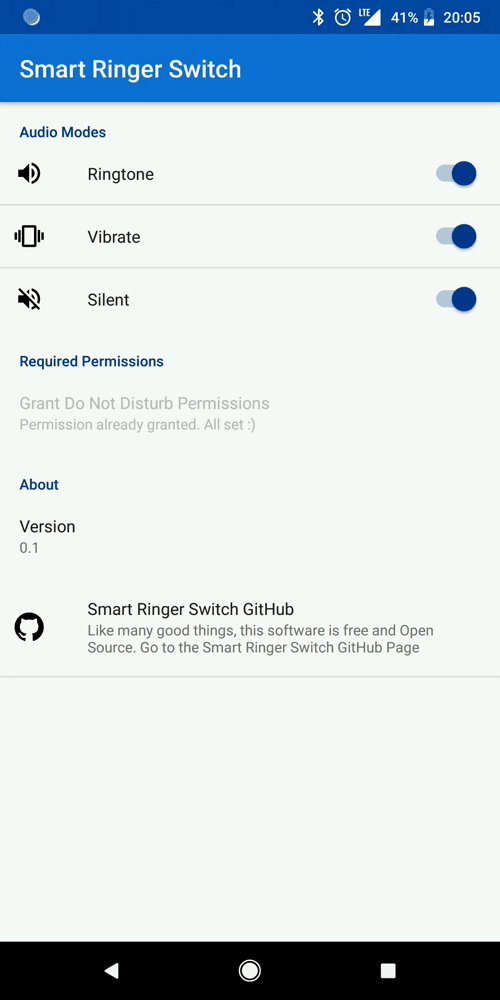 LTE 41% 20:05
Smart Ringer Switch
Audio Modes
Ringtone
Vibrate
Silent
Required Permissions
Grant Do Not Disturb Permissions
Permission already granted. All set :)
About
Version
0.1
Smart Ringer Switch GitHub
Like many good things, this software is free and Open
Source. Go to the Smart Ringer Switch GitHub Page